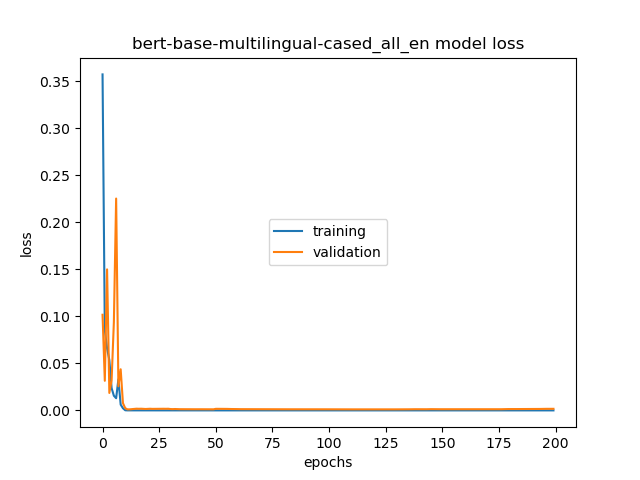 bert-base-multilingual-cased_all_en model loss
0.35
0.30
0.25
0.20
0.15
0.10
0.05
0.00
loss
training
validation
0 25 50 75 100 125 150 175 200
epochs